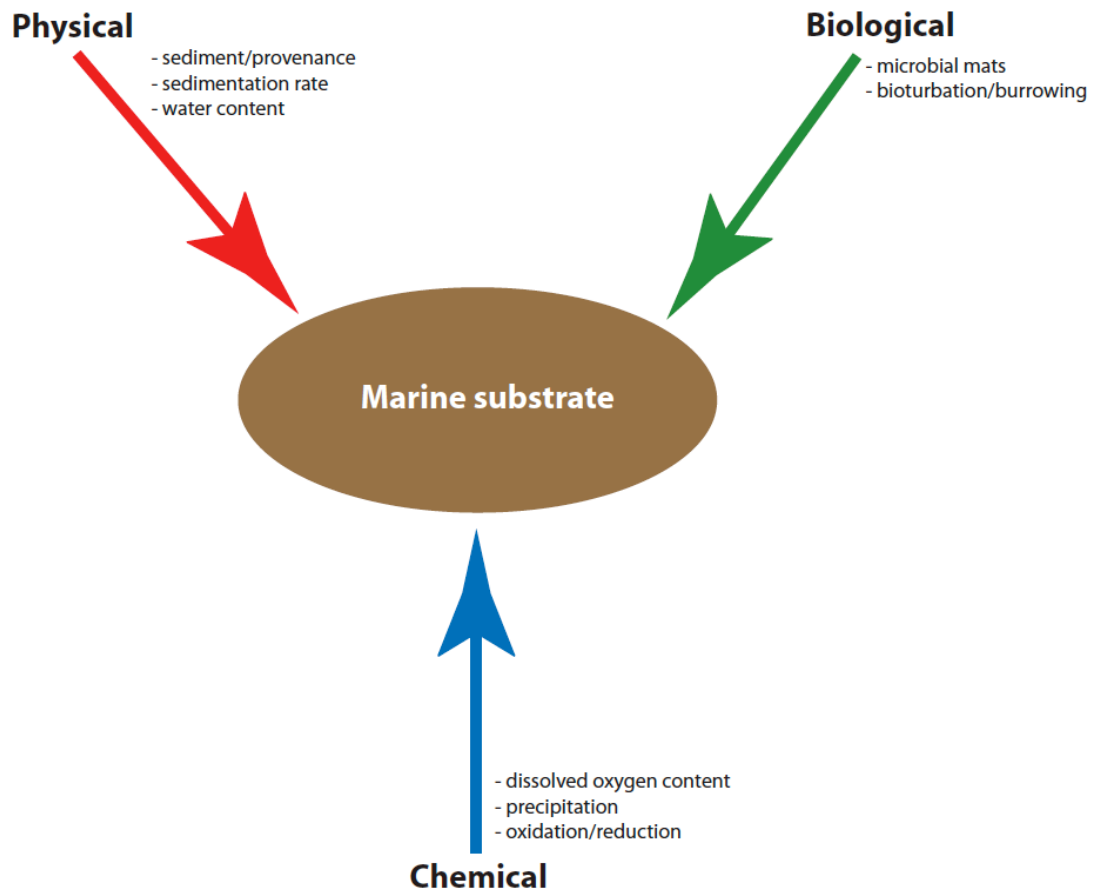 Physical
- sediment/provenance
- sedimentation rate
- water content
Biological
- microbial mats
- bioturbation/burrowing
Marine substrate
- dissolved oxygen content
- precipitation
- oxidation/reduction
Chemical